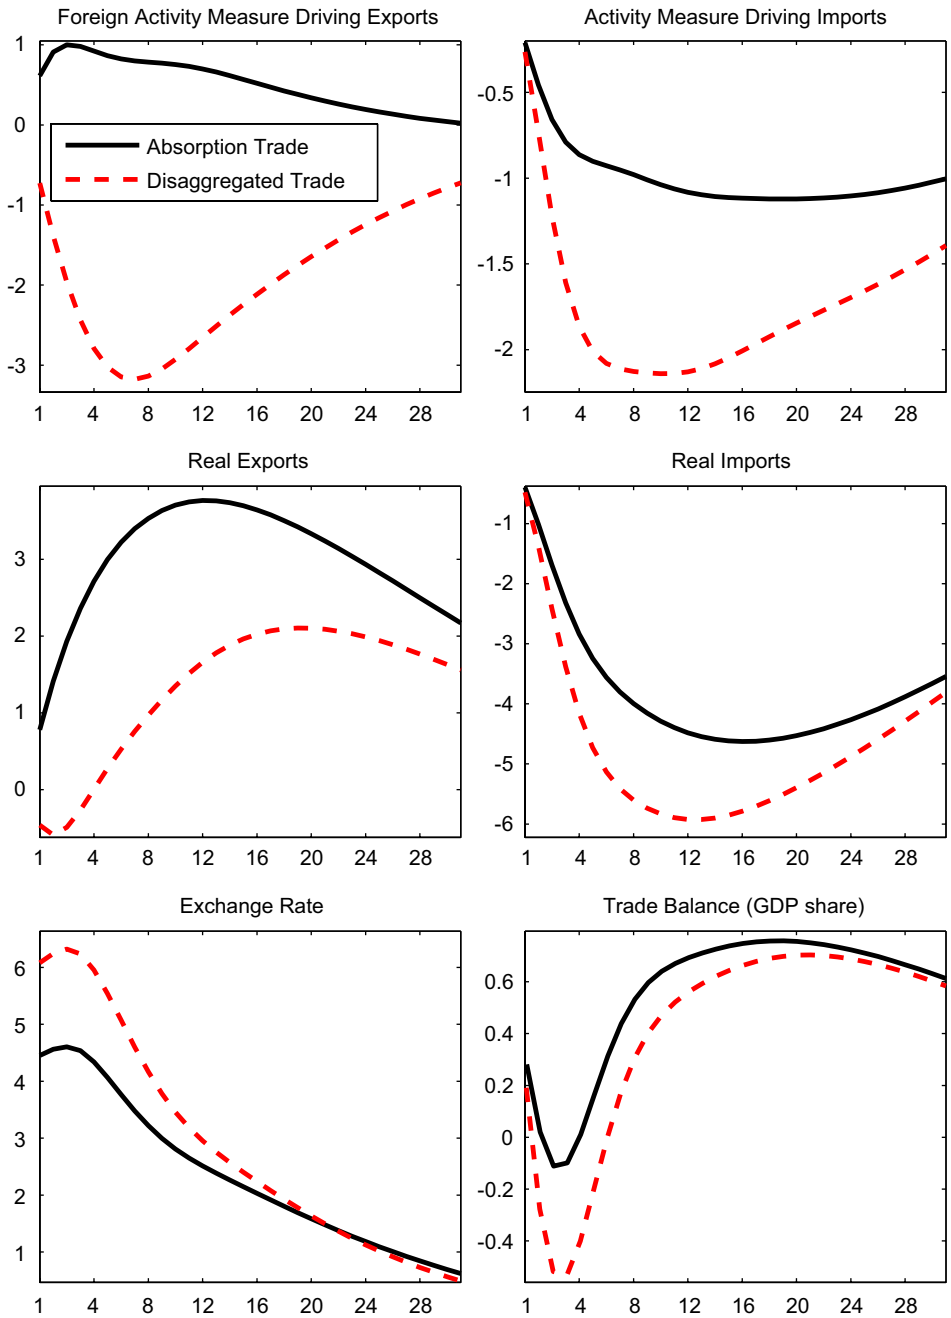 Foreign Activity Measure Driving Exports
1
0
-1
-2
-3
Absorption Trade
Disaggregated Trade
1 4 8 12 16 20 24 28
Activity Measure Driving Imports
-0.5
-1
-1.5
-2
1 4 8 12 16 20 24 28
Real Exports
3
2
1
0
1 4 8 12 16 20 24 28
Real Imports
-1
-2
-3
-4
-5
-6
1 4 8 12 16 20 24 28
Exchange Rate
6
5
4
3
2
1
1 4 8 12 16 20 24 28
Trade Balance (GDP share)
0.6
0.4
0.2
0
-0.2
-0.4
1 4 8 12 16 20 24 28